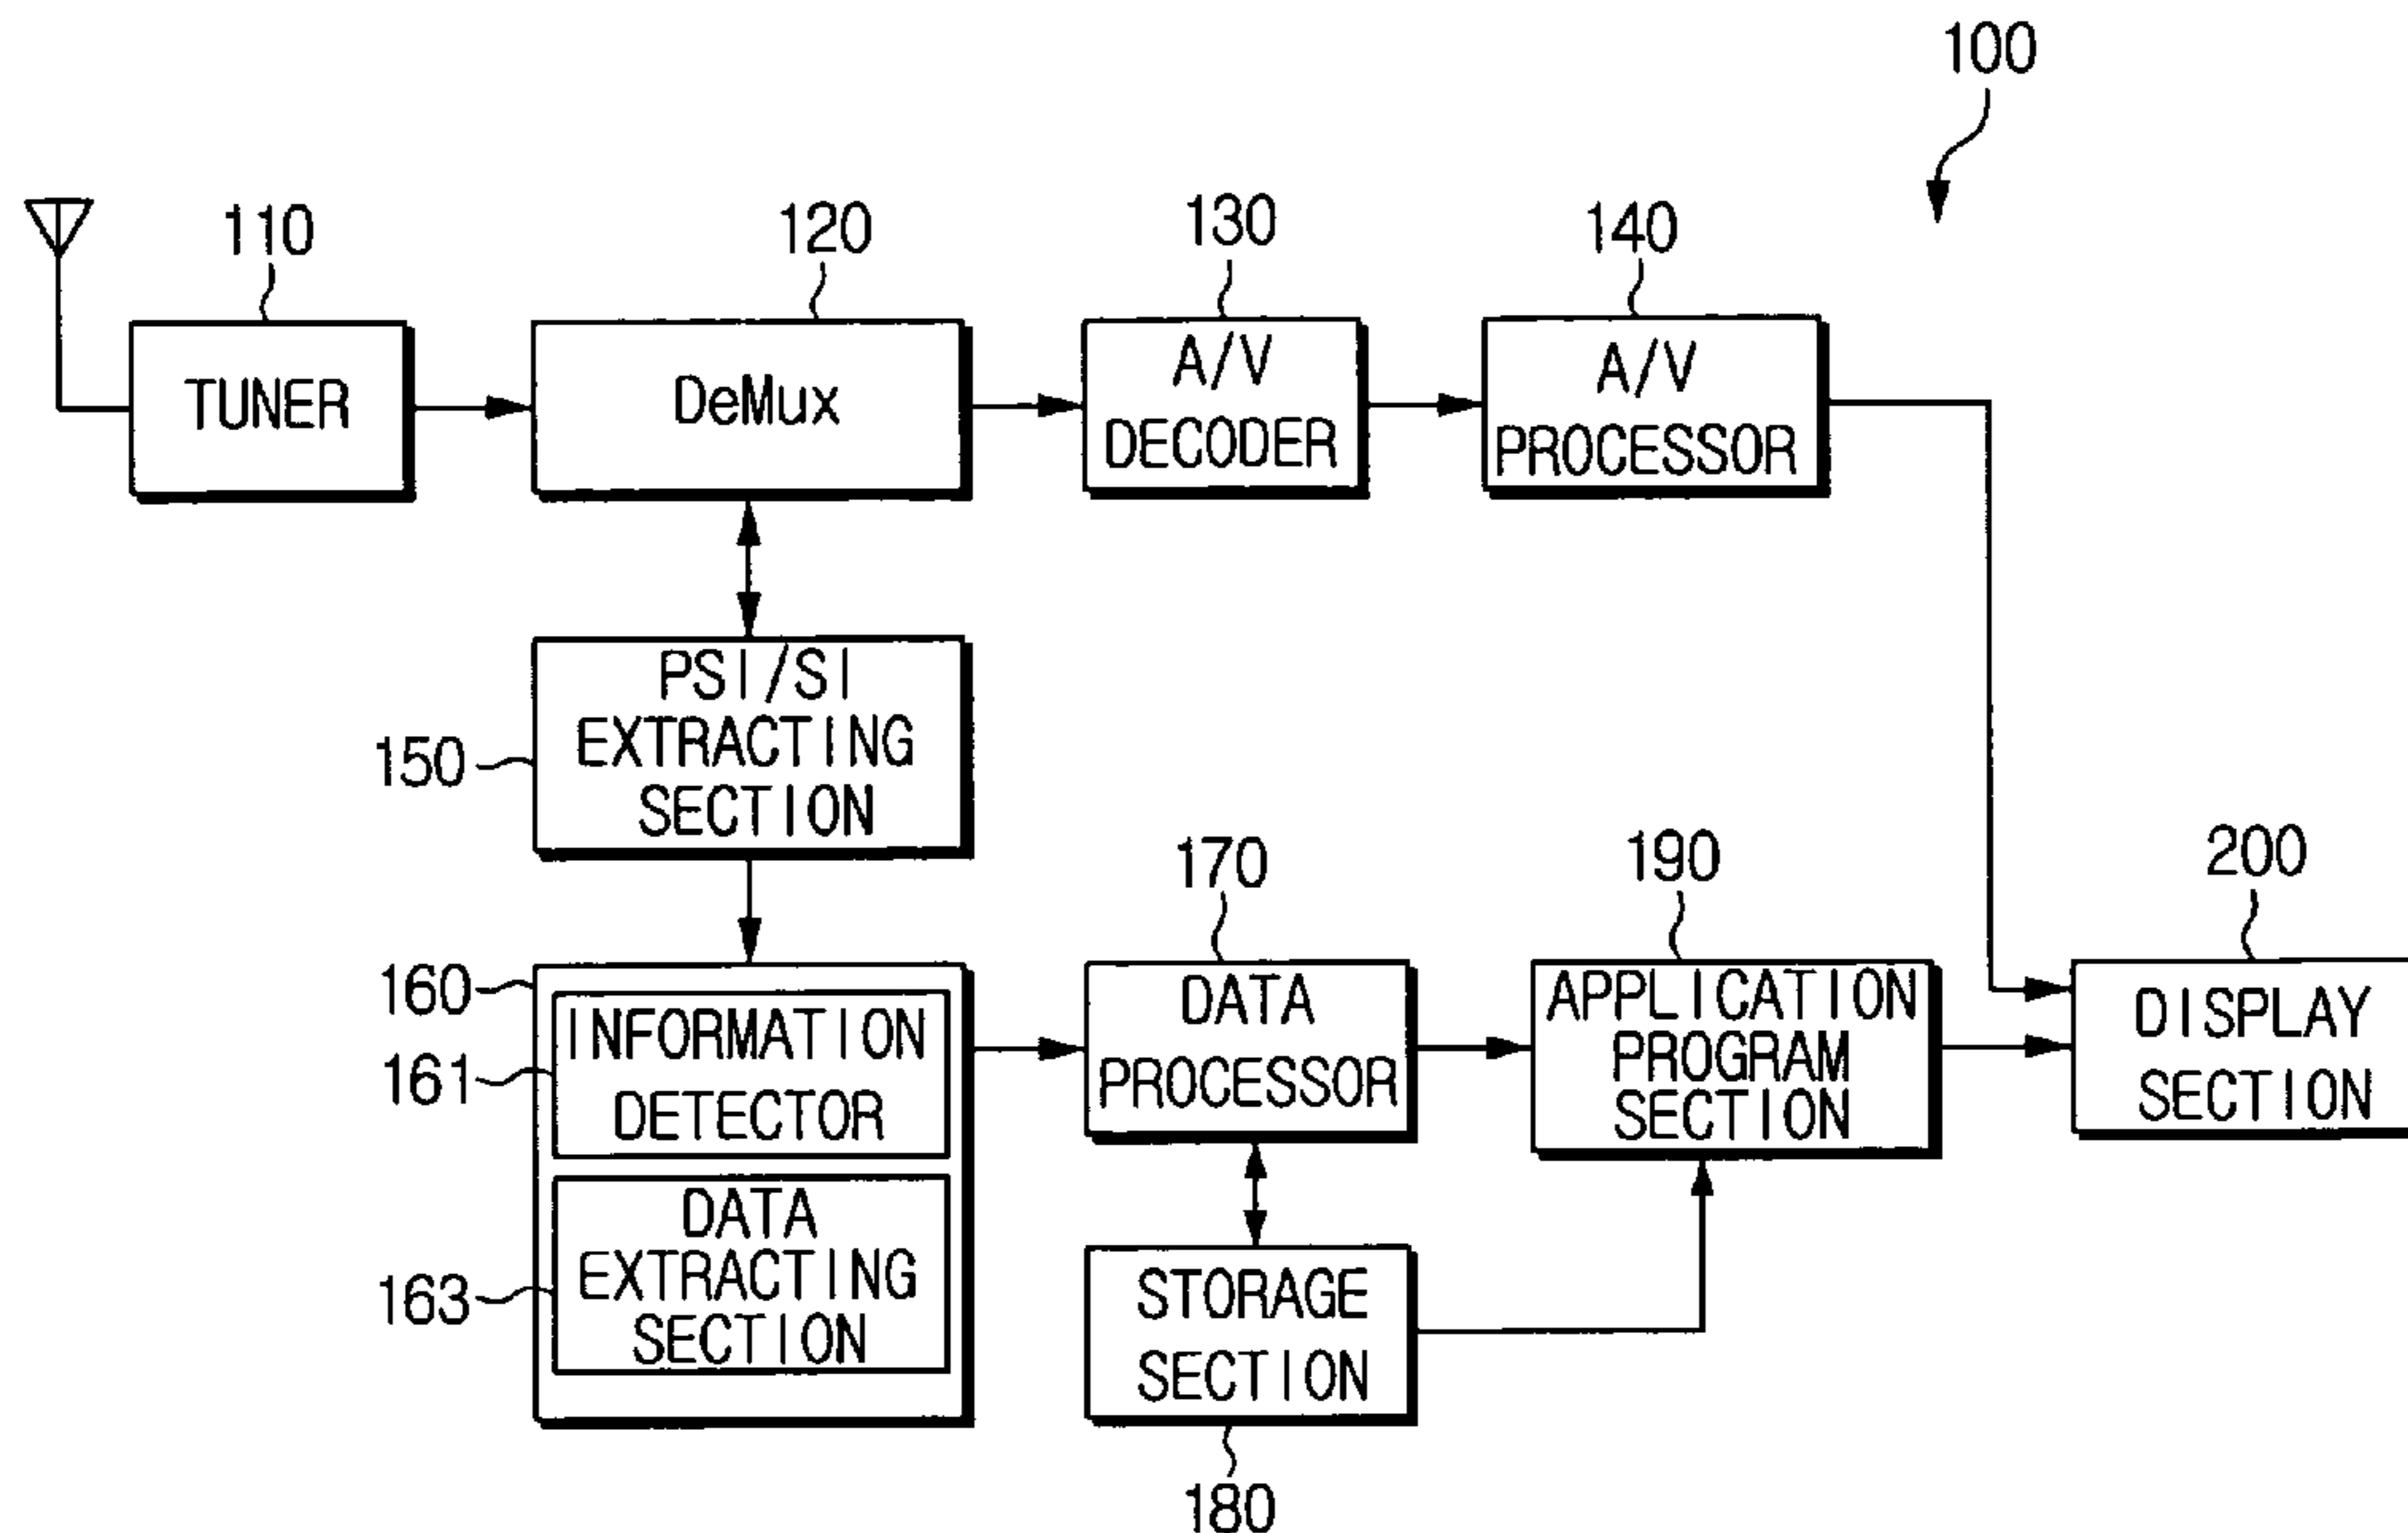 100
110
120
130
140
TUNER
DeMux
A/V
DECODER
A/V
PROCESSOR
150
PSI/SI
EXTRACTING
SECTION
160
161
INFORMATION
DETECTOR
163
DATA
EXTRACTING
SECTION
170
DATA
PROCESSOR
190
APPLICATION
PROGRAM
SECTION
200
DISPLAY
SECTION
STORAGE
SECTION
180